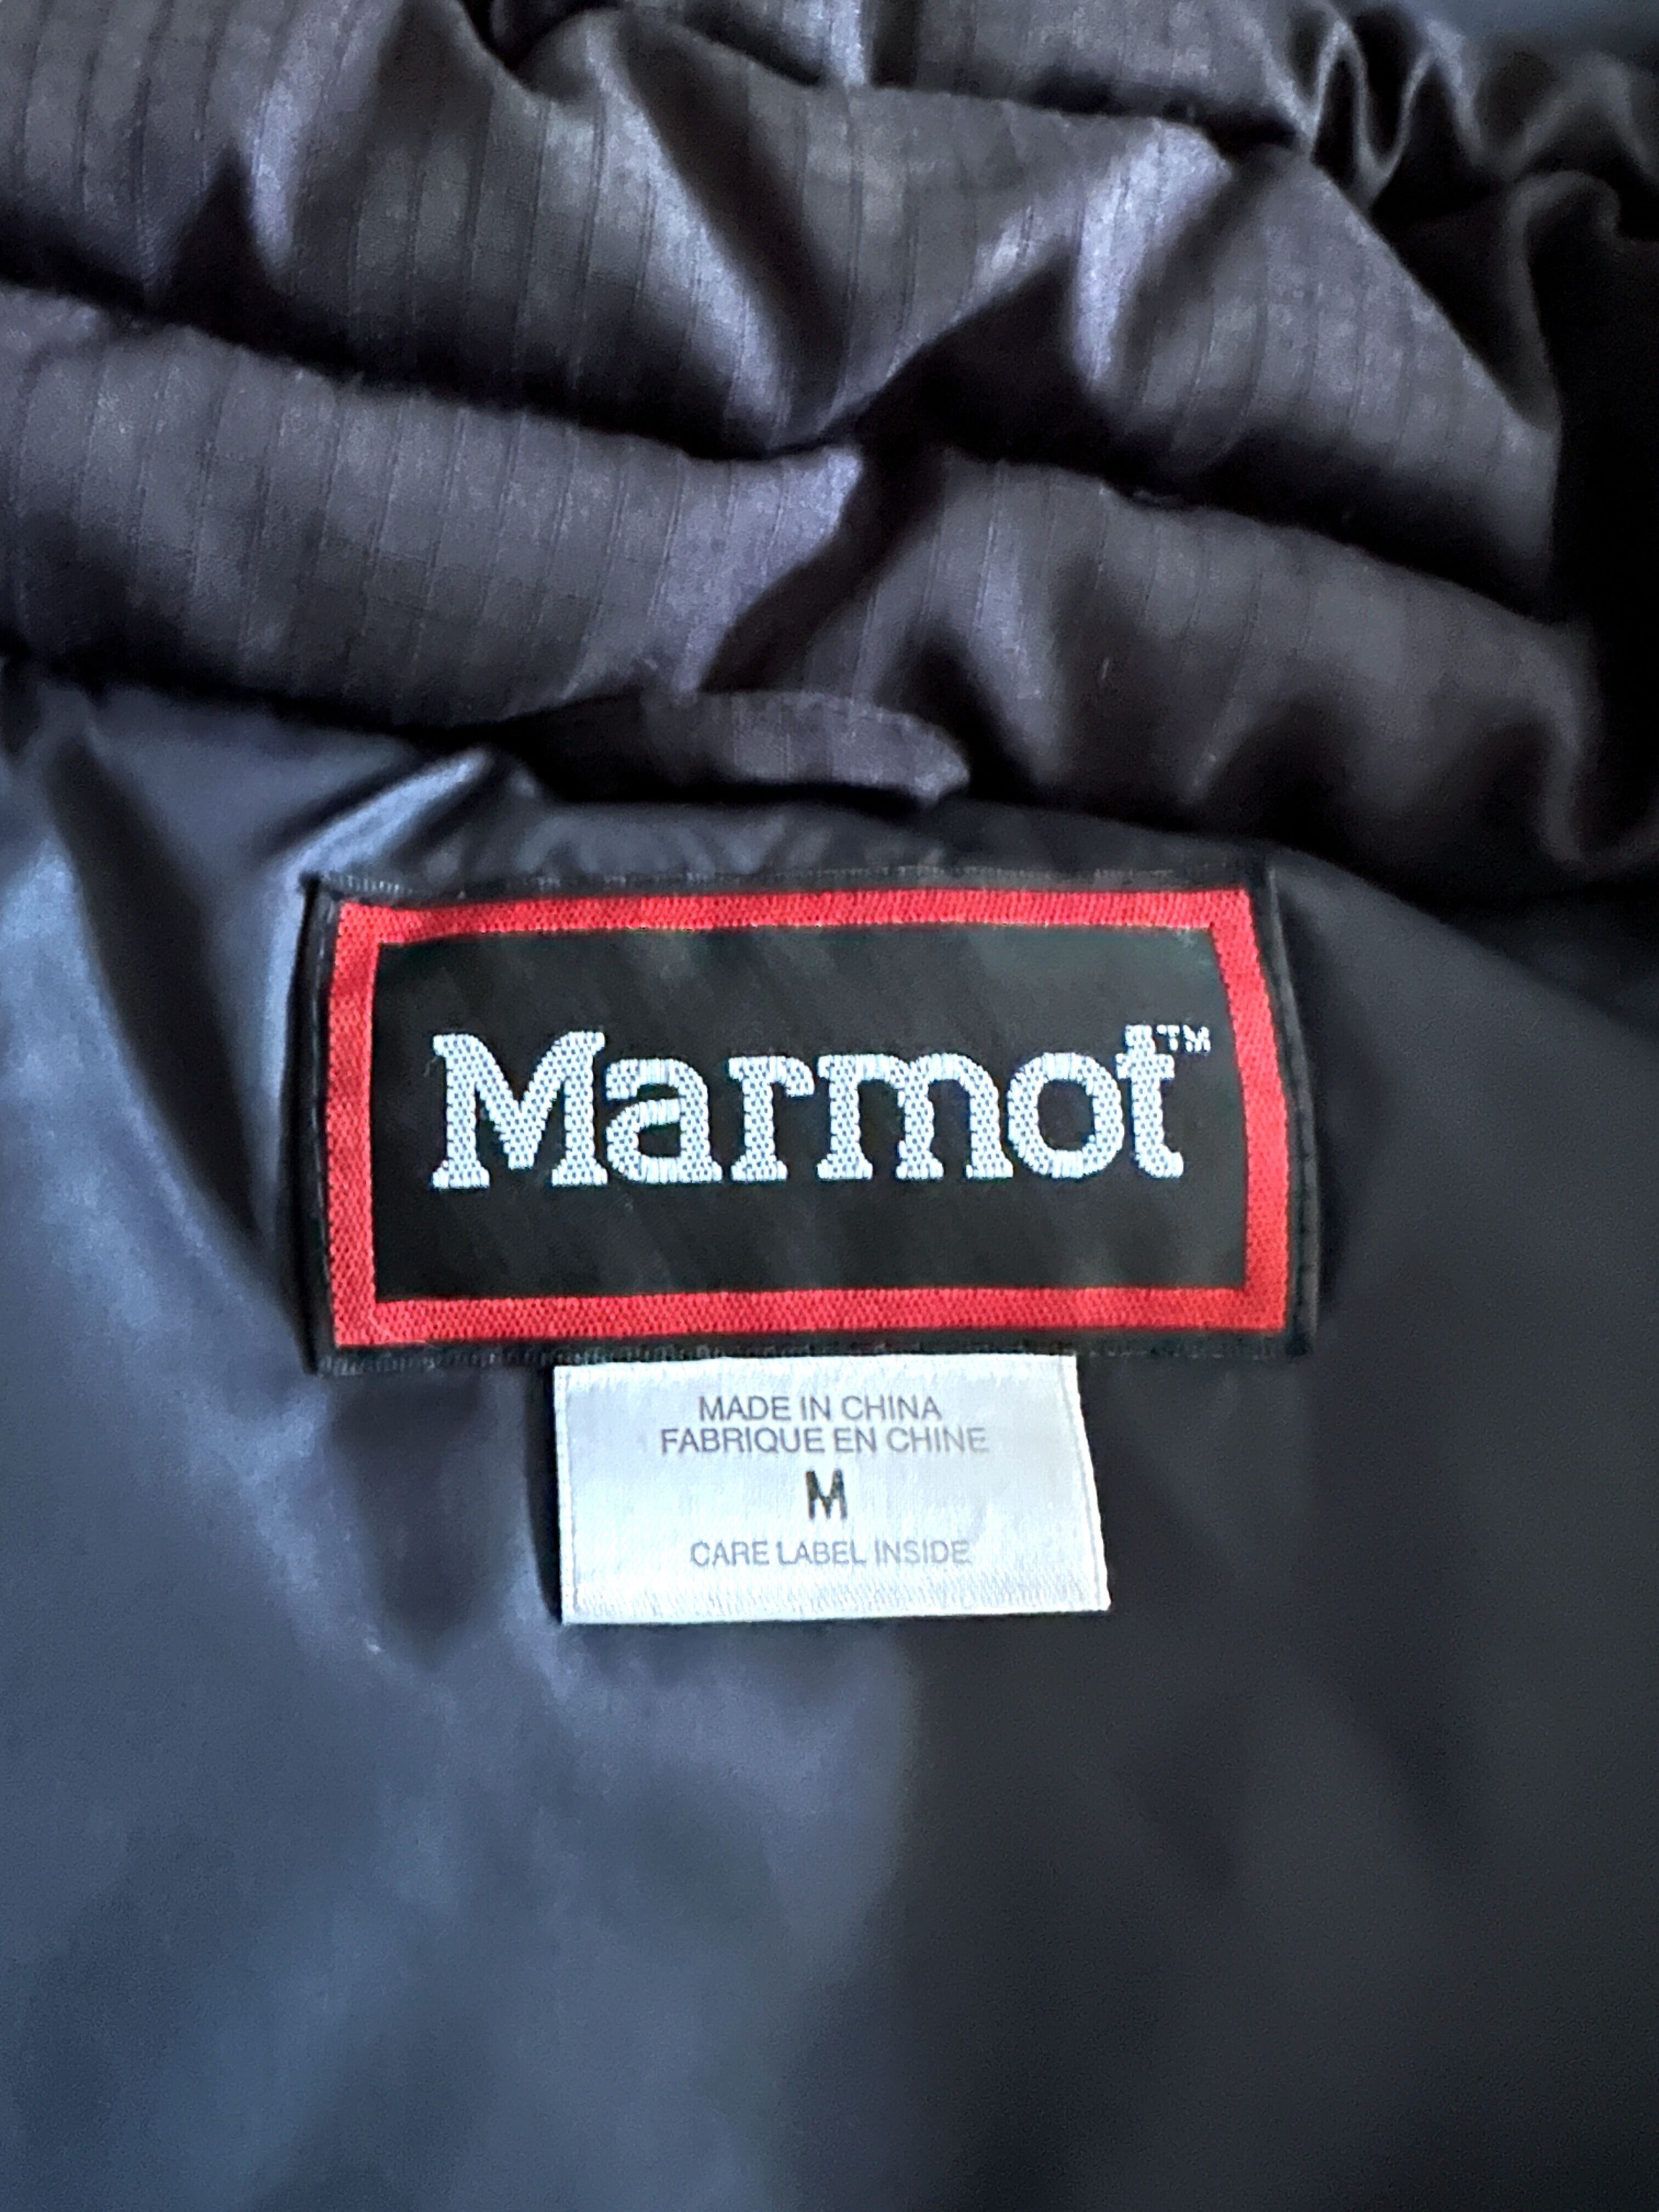 Marmot™
MADE IN CHINA
FABRIQUE EN CHINE
M
CARE LABEL INSIDE